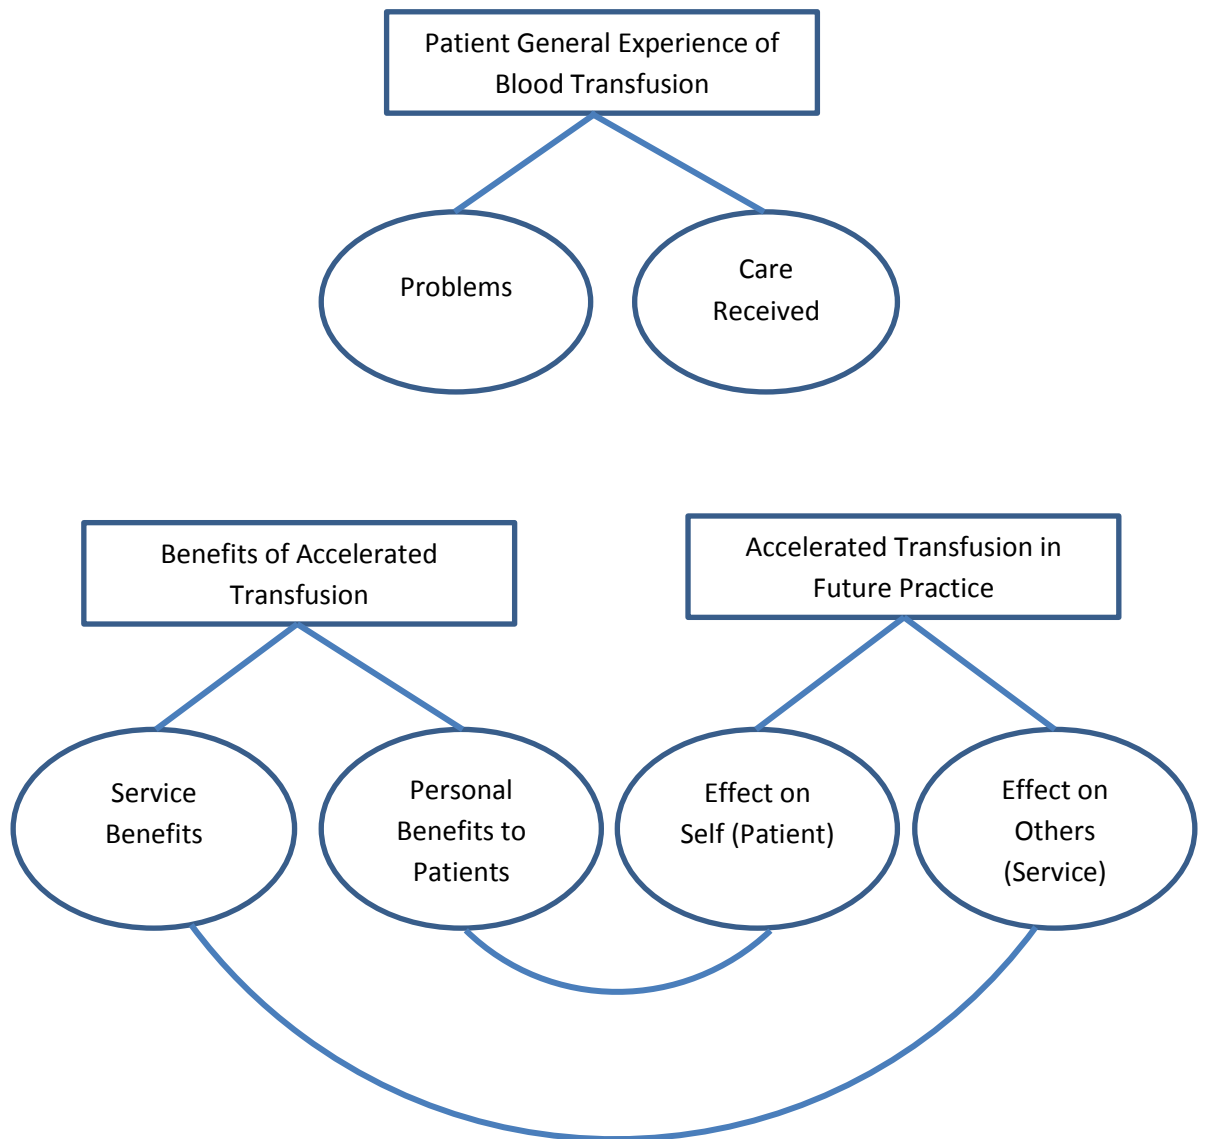 Patient General Experience of
Blood Transfusion
Problems
Care
Received
Benefits of Accelerated
Transfusion
Accelerated Transfusion in
Future Practice
Service
Benefits
Personal
Benefits to
Patients
Effect on
Self (Patient)
Effect on
Others
(Service)